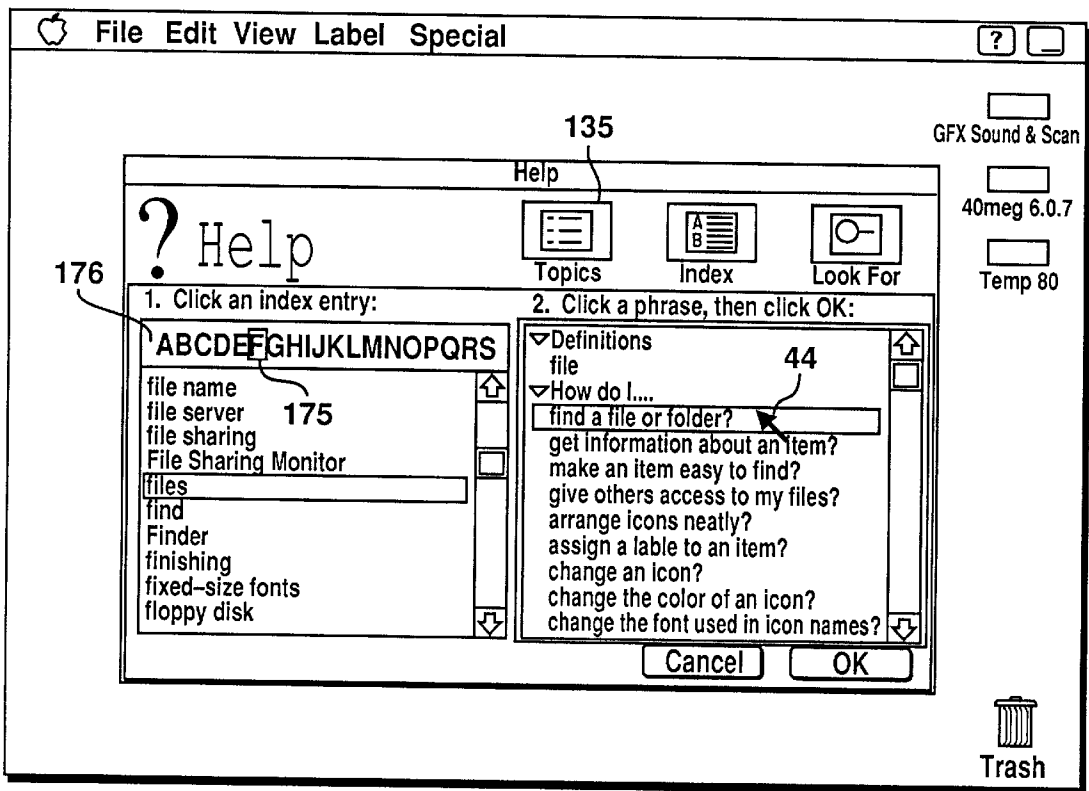 File Edit View Label Special ?
GFX Sound & Scan
135
Help
40meg 6.0.7
? Help
A
B
Topics Index Look For
Temp 80
176
1. Click an index entry:
2. Click a phrase, then click OK:
ABCDEFGHIJKLMNOPQRS
175
file name
file server
file sharing
File Sharing Monitor
files
find
Finder
finishing
fixed–size fonts
floppy disk
Definitions
file
44
How do I....
find a file or folder?
get information about an item?
make an item easy to find?
give others access to my files?
arrange icons neatly?
assign a lable to an item?
change an icon?
change the color of an icon?
change the font used in icon names?
Cancel OK
Trash